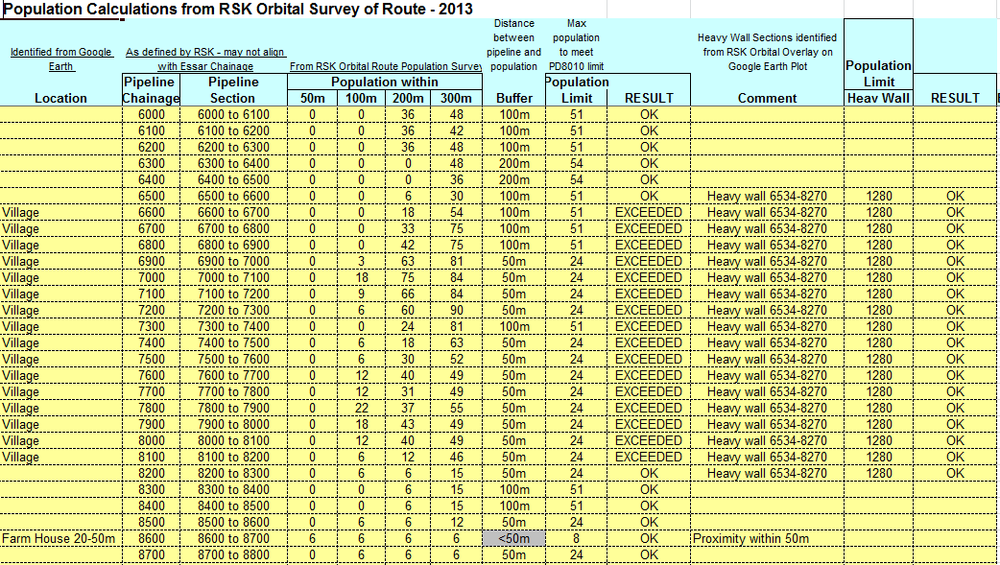 Population Calculations from RSK Orbital Survey of Route - 2013
Identified from Google Earth
As defined by RSK - may not align with Essar Chainage
From RSK Orbital Route Population Survey
Distance between pipeline and population
Max population to meet PD8010 limit
Heavy Wall Sections identified from RSK Orbital Overlay on Google Earth Plot
Location Pipeline Chainage Pipeline Section Population within 50m 100m 200m 300m Buffer Population Limit RESULT Comment Population Limit Heav Wall RESULT
6000 6000 to 6100 0 0 36 48 100m 51 OK
6100 6100 to 6200 0 0 36 42 100m 51 OK
6200 6200 to 6300 0 0 36 48 100m 51 OK
6300 6300 to 6400 0 0 0 48 200m 54 OK
6400 6400 to 6500 0 0 0 36 200m 54 OK
6500 6500 to 6600 0 0 6 30 100m 51 OK Heavy wall 6534-8270 1280 OK
Village 6600 6600 to 6700 0 0 18 54 100m 51 EXCEEDED Heavy wall 6534-8270 1280 OK
Village 6700 6700 to 6800 0 0 33 75 100m 51 EXCEEDED Heavy wall 6534-8270 1280 OK
Village 6800 6800 to 6900 0 0 42 75 100m 51 EXCEEDED Heavy wall 6534-8270 1280 OK
Village 6900 6900 to 7000 0 3 63 81 50m 24 EXCEEDED Heavy wall 6534-8270 1280 OK
Village 7000 7000 to 7100 0 18 75 84 50m 24 EXCEEDED Heavy wall 6534-8270 1280 OK
Village 7100 7100 to 7200 0 9 66 84 50m 24 EXCEEDED Heavy wall 6534-8270 1280 OK
Village 7200 7200 to 7300 0 6 60 90 50m 24 EXCEEDED Heavy wall 6534-8270 1280 OK
Village 7300 7300 to 7400 0 0 24 81 100m 51 EXCEEDED Heavy wall 6534-8270 1280 OK
Village 7400 7400 to 7500 0 6 18 63 50m 24 EXCEEDED Heavy wall 6534-8270 1280 OK
Village 7500 7500 to 7600 0 6 30 52 50m 24 EXCEEDED Heavy wall 6534-8270 1280 OK
Village 7600 7600 to 7700 0 12 40 49 50m 24 EXCEEDED Heavy wall 6534-8270 1280 OK
Village 7700 7700 to 7800 0 12 31 49 50m 24 EXCEEDED Heavy wall 6534-8270 1280 OK
Village 7800 7800 to 7900 0 22 37 55 50m 24 EXCEEDED Heavy wall 6534-8270 1280 OK
Village 7900 7900 to 8000 0 18 43 49 50m 24 EXCEEDED Heavy wall 6534-8270 1280 OK
Village 8000 8000 to 8100 0 12 40 49 50m 24 EXCEEDED Heavy wall 6534-8270 1280 OK
Village 8100 8100 to 8200 0 6 12 46 50m 24 EXCEEDED Heavy wall 6534-8270 1280 OK
8200 8200 to 8300 0 6 6 15 50m 24 OK Heavy wall 6534-8270 1280 OK
8300 8300 to 8400 0 0 6 15 100m 51 OK
8400 8400 to 8500 0 0 6 15 100m 51 OK
8500 8500 to 8600 0 6 6 12 50m 24 OK
Farm House 20-50m 8600 8600 to 8700 6 6 6 6 <50m 8 OK Proximity within 50m
8700 8700 to 8800 0 6 6 6 50m 24 OK